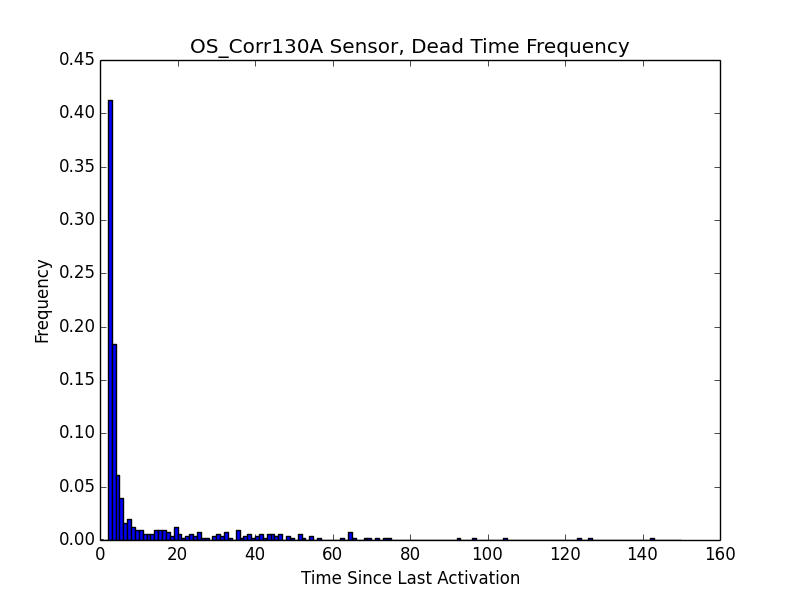 OS_Corr130A Sensor, Dead Time Frequency
0.45
0.40
0.35
0.30
0.25
0.20
0.15
0.10
0.05
0.00
Frequency
0 20 40 60 80 100 120 140 160
Time Since Last Activation